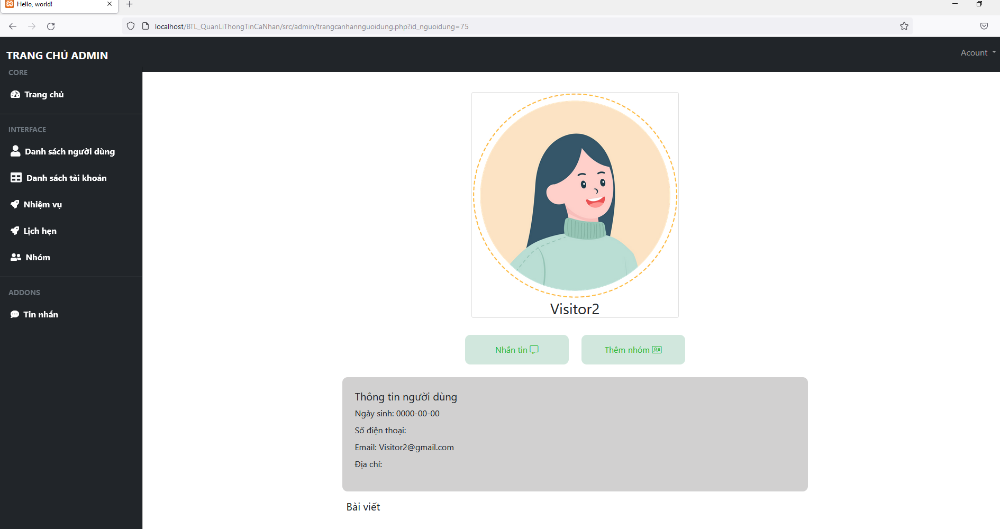 Hello, world!
localhost/BTL_QuanLiThongTinCaNhan/src/admin/trangcanhannguoidung.php?id_nguoidung=75
TRANG CHỦ ADMIN
Acount
CORE
Trang chủ
INTERFACE
Danh sách người dùng
Danh sách tài khoản
Nhiệm vụ
Lịch hẹn
Nhóm
ADDONS
Tin nhắn
Visitor2
Nhắn tin
Thêm nhóm
Thông tin người dùng
Ngày sinh: 0000-00-00
Số điện thoại:
Email: Visitor2@gmail.com
Địa chỉ:
Bài viết